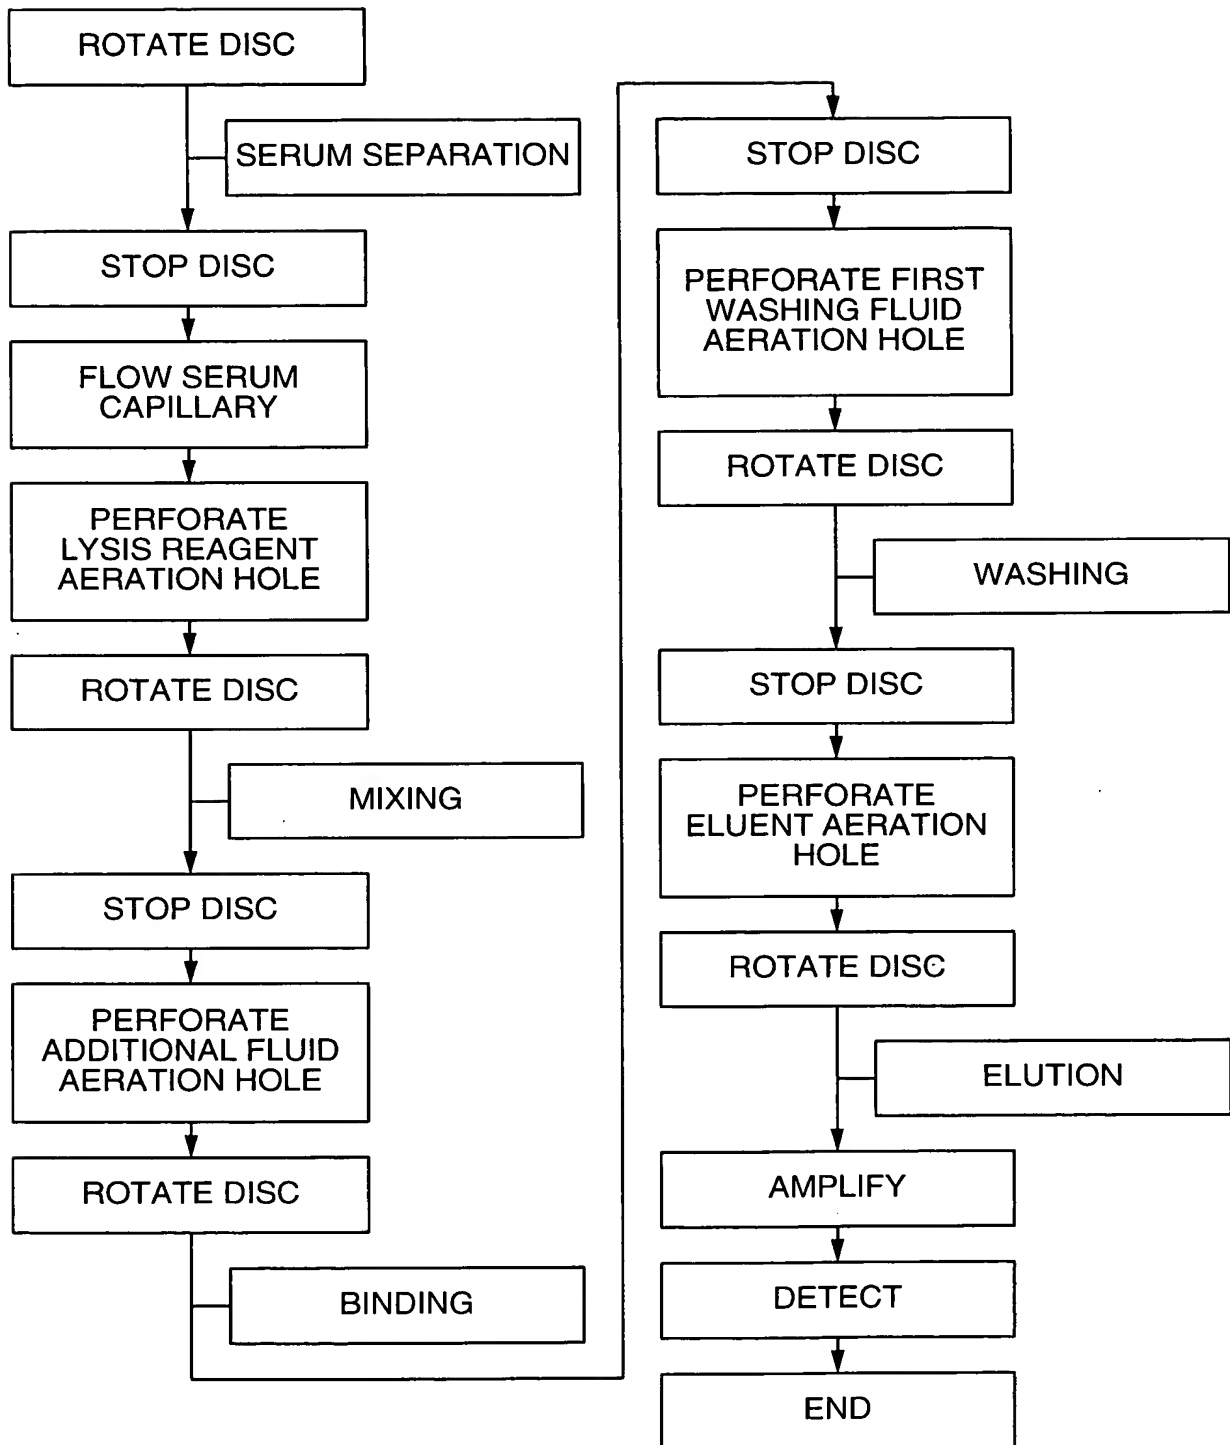 ROTATE DISC
SERUM SEPARATION
STOP DISC
FLOW SERUM
CAPILLARY
PERFORATE
LYSIS REAGENT
AERATION HOLE
ROTATE DISC
MIXING
STOP DISC
PERFORATE
ADDITIONAL FLUID
AERATION HOLE
ROTATE DISC
BINDING
STOP DISC
PERFORATE FIRST
WASHING FLUID
AERATION HOLE
ROTATE DISC
WASHING
STOP DISC
PERFORATE
ELUENT AERATION
HOLE
ROTATE DISC
ELUTION
AMPLIFY
DETECT
END